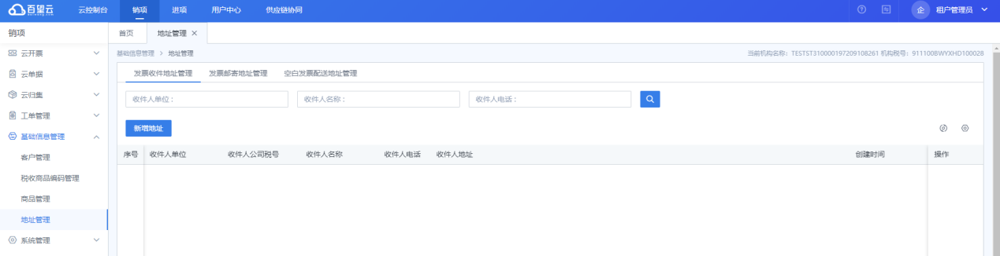 百望云 云控制台 销项 进项 用户中心 供应链协同 租户管理员
销项 首页 地址管理
云开票 基础信息管理 > 地址管理 当前机构名称：TESTST310000197209108261 机构税号：911100BWYXHD100028
云单据 发票收件地址管理 发票邮寄地址管理 空白发票配送地址管理
云归集 收件人单位： 收件人名称： 收件人电话：
工单管理 新增地址
基础信息管理
客户管理 序号 收件人单位 收件人公司税号 收件人名称 收件人电话 收件人地址 创建时间 操作
税收商品编码管理
商品管理
地址管理
系统管理